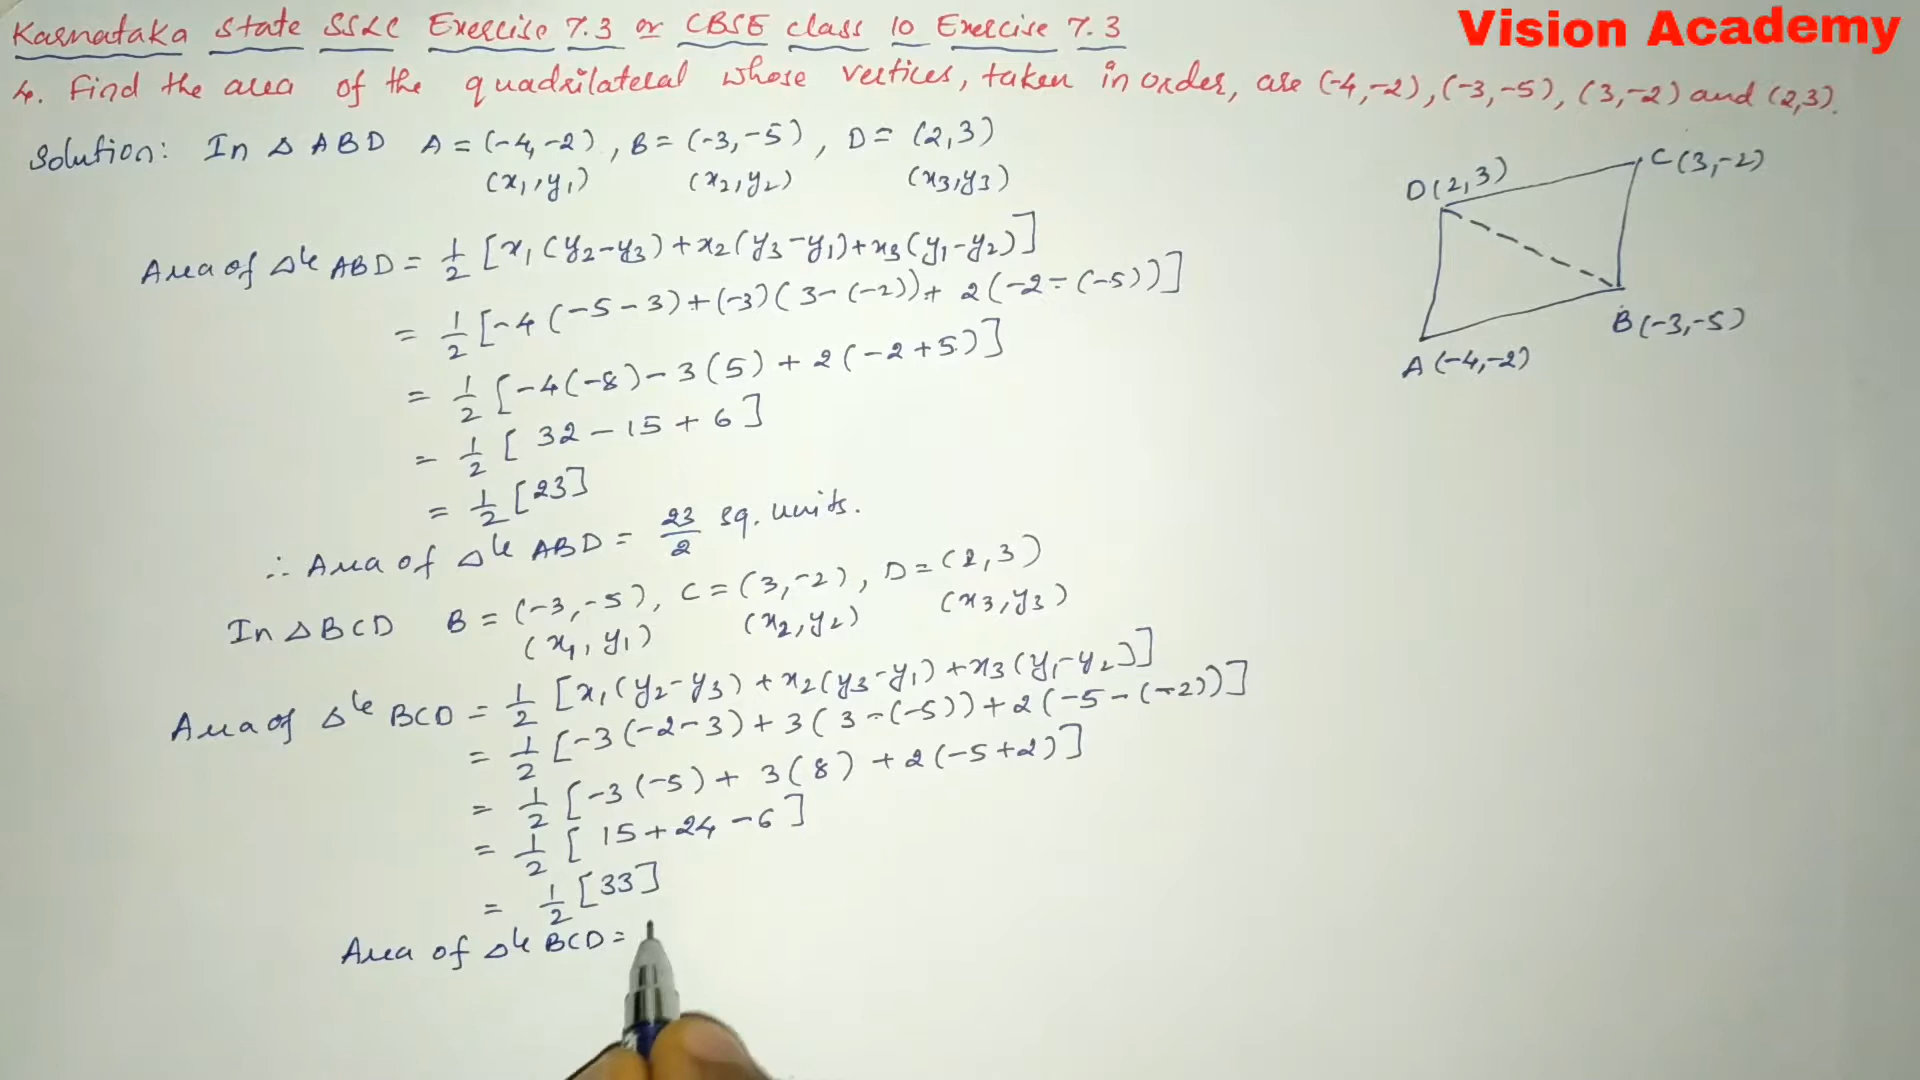 Karnataka State SSLC Exercise 7.3 or CBSE class 10 Exercise 7.3
Vision Academy
4. Find the area of the quadrilateral whose vertices, taken in order, are (-4,-2), (-3,-5), (3,-2) and (2,3).
Solution: In Δ ABD A = (-4,-2), B = (-3,-5), D = (2,3)
(x₁,y₁) (x₂,y₂) (x₃,y₃)
Area of Δle ABD = 1/2 [x₁(y₂-y₃)+x₂(y₃-y₁)+x₃(y₁-y₂)]
= 1/2 [-4(-5-3)+(-3)(3-(-2))+2(-2-(-5))]
= 1/2 [-4(-8)-3(5)+2(-2+5)]
= 1/2 [32-15+6]
= 1/2 [23]
∴ Area of Δle ABD = 23/2 sq. units.
In ΔBCD B = (-3,-5), C = (3,-2), D = (2,3)
(x₁,y₁) (x₂,y₂) (x₃,y₃)
Area of Δle BCD = 1/2 [x₁(y₂-y₃)+x₂(y₃-y₁)+x₃(y₁-y₂)]
= 1/2 [-3(-2-3)+3(3-(-5))+2(-5-(-2))]
= 1/2 [-3(-5)+3(8)+2(-5+2)]
= 1/2 [15+24-6]
= 1/2 [33]
Area of Δle BCD =
D(2,3)
C(3,-2)
B(-3,-5)
A(-4,-2)